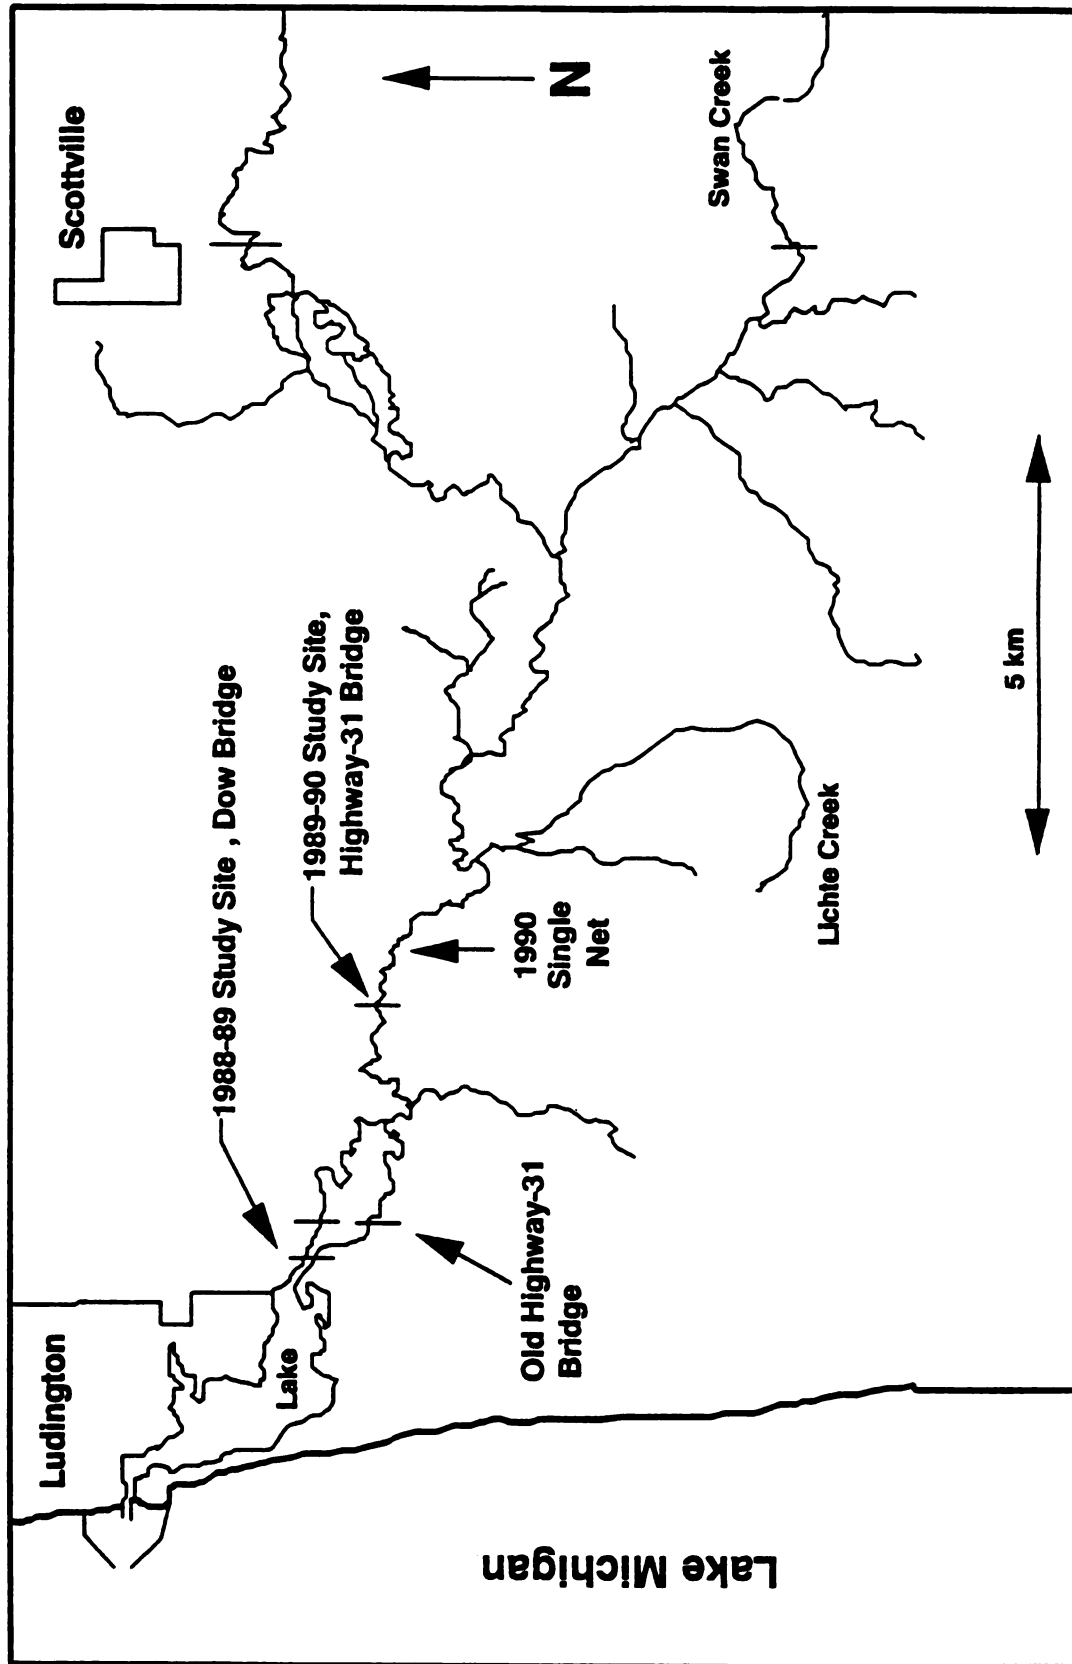 Ludington
Lake
Lake Michigan
Old Highway-31
Bridge
1988-89 Study Site , Dow Bridge
1989-90 Study Site,
Highway-31 Bridge
1990
Single
Net
Lichte Creek
5 km
Scottville
N
Swan Creek